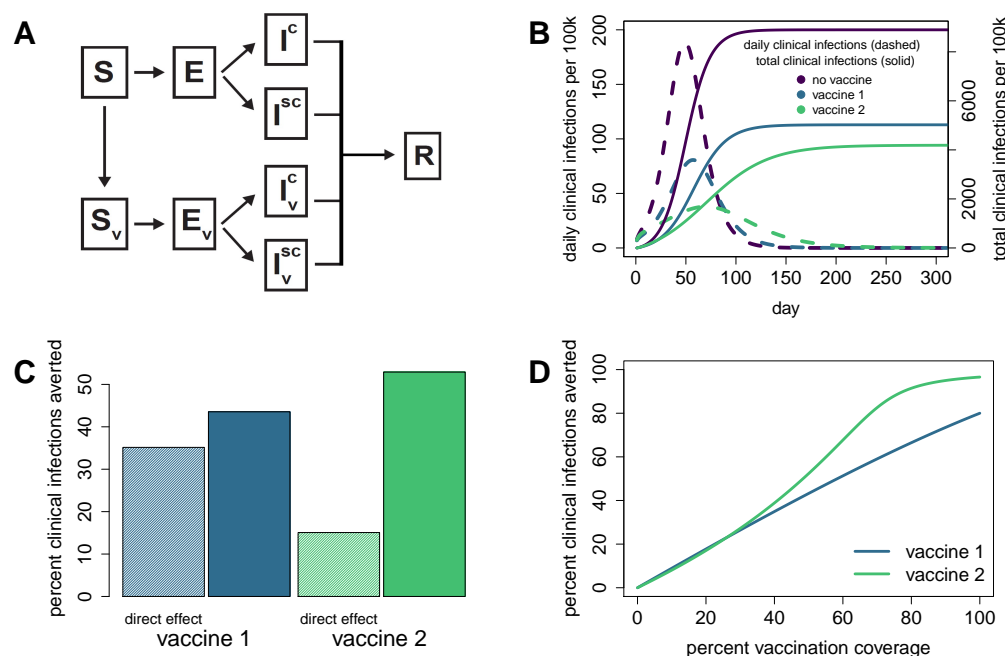 A
S
E
I^c
I^sc
S_v
E_v
I_v^c
I_v^sc
R
B
daily clinical infections per 100k
200
150
100
50
0
daily clinical infections (dashed)
total clinical infections (solid)
no vaccine
vaccine 1
vaccine 2
total clinical infections per 100k
6000
2000
0
0 50 100 150 200 250 300
day
C
percent clinical infections averted
50
40
30
20
10
0
direct effect
vaccine 1
direct effect
vaccine 2
D
percent clinical infections averted
100
80
60
40
20
0
vaccine 1
vaccine 2
0 20 40 60 80 100
percent vaccination coverage